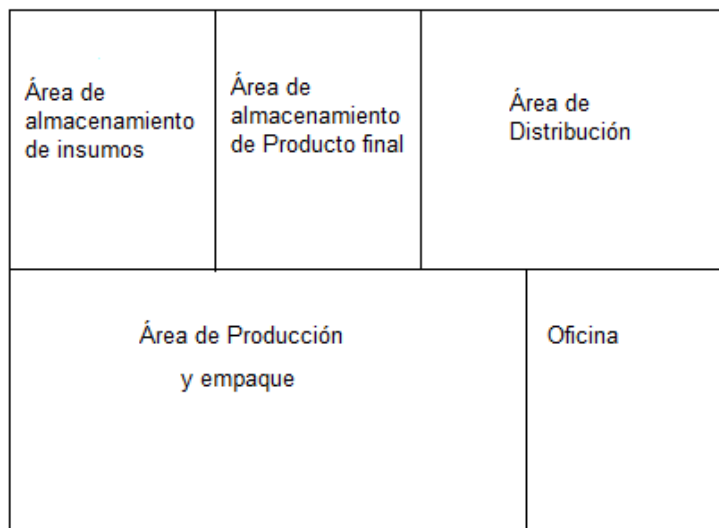 Área de
almacenamiento
de insumos
Área de
almacenamiento
de Producto final
Área de
Distribución
Área de Producción
y empaque
Oficina